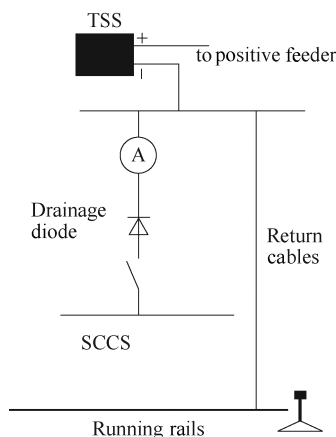 TSS
+
to positive feeder
–
A
Drainage
diode
Return
cables
SCCS
Running rails